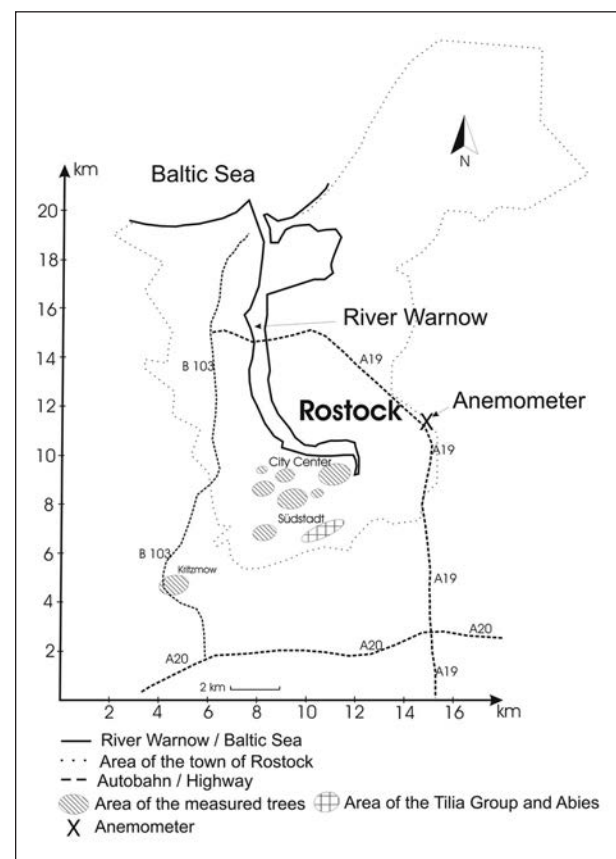 N
km
Baltic Sea
20
18
16
River Warnow
14
A19
B 103
12
Rostock
Anemometer
X
A19
10
City Center
8
Südstadt
6
B 103
Kritzmow
A19
4
A20
A20
2
A20
A19
2 km
2 4 6 8 10 12 14 16 km
River Warnow / Baltic Sea
Area of the town of Rostock
Autobahn / Highway
Area of the measured trees Area of the Tilia Group and Abies
X Anemometer